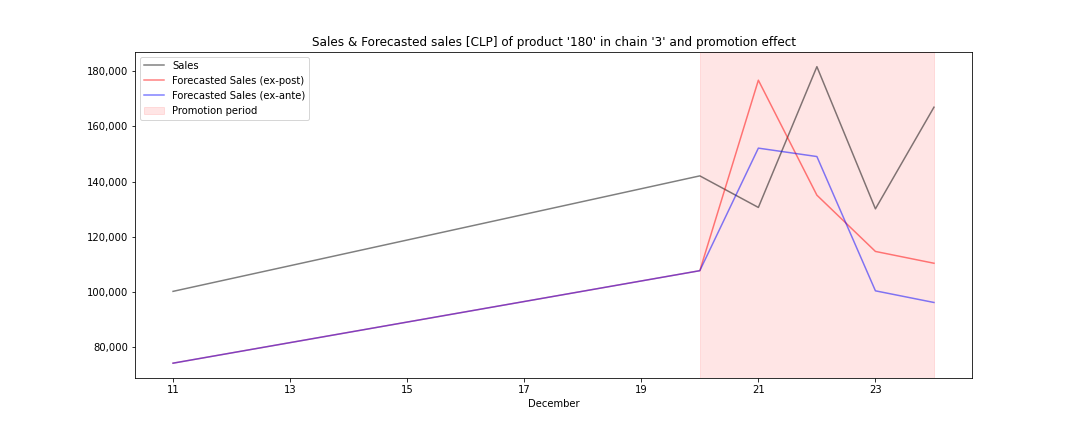 Sales & Forecasted sales [CLP] of product '180' in chain '3' and promotion effect
Sales
Forecasted Sales (ex-post)
Forecasted Sales (ex-ante)
Promotion period
180,000
160,000
140,000
120,000
100,000
80,000
11 13 15 17 19 21 23
December